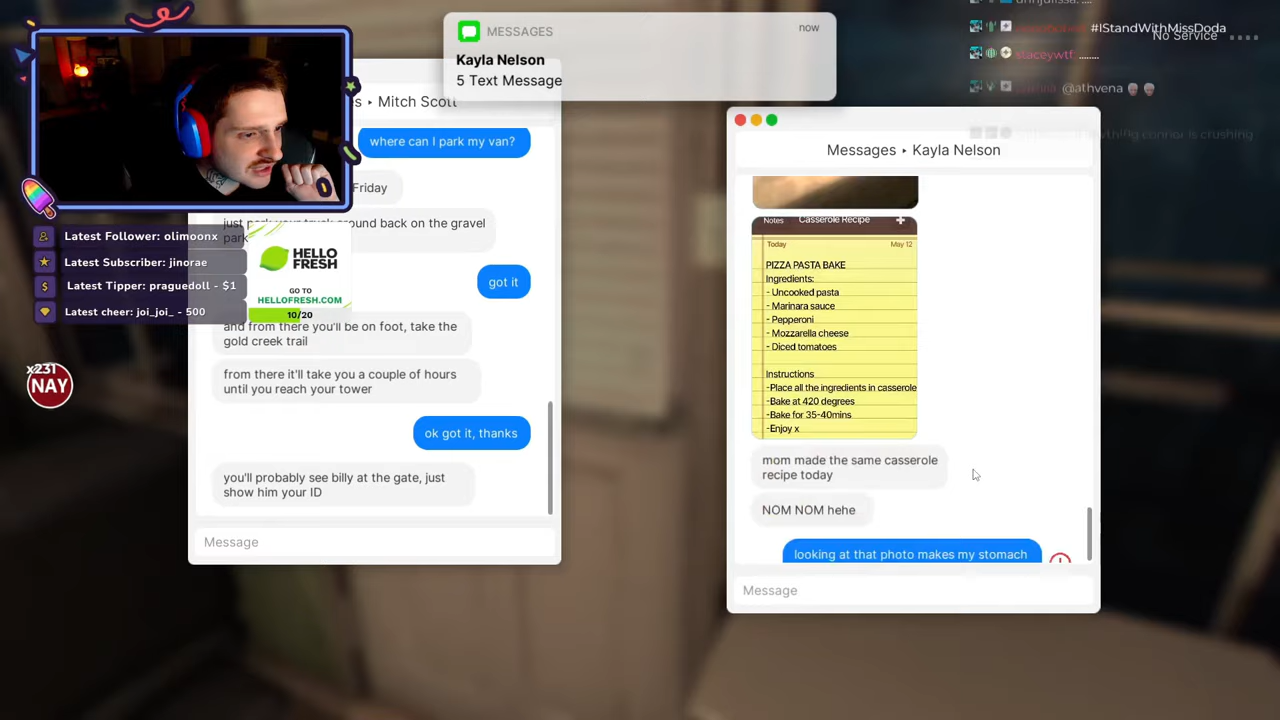 MESSAGES
now
Kayla Nelson
5 Text Message
#IStandWithMissDoda
No Service
staceywtf: ........
@athvena
crushing
s ▸ Mitch Scott
where can I park my van?
Friday
just park your truck around back on the gravel
park
got it
and from there you'll be on foot, take the
gold creek trail
from there it'll take you a couple of hours
until you reach your tower
ok got it, thanks
you'll probably see billy at the gate, just
show him your ID
Message
Latest Follower: olimoonx
Latest Subscriber: jinorae
Latest Tipper: praguedoll - $1
Latest cheer: joi_joi_ - 500
HELLO
FRESH
GO TO
HELLOFRESH.COM
10/20
x231
NAY
Messages ▸ Kayla Nelson
Notes
Casserole Recipe
+
Today
May 12
PIZZA PASTA BAKE
Ingredients:
- Uncooked pasta
- Marinara sauce
- Pepperoni
- Mozzarella cheese
- Diced tomatoes
Instructions
-Place all the ingredients in casserole
-Bake at 420 degrees
-Bake for 35-40mins
-Enjoy x
mom made the same casserole
recipe today
NOM NOM hehe
looking at that photo makes my stomach
Message